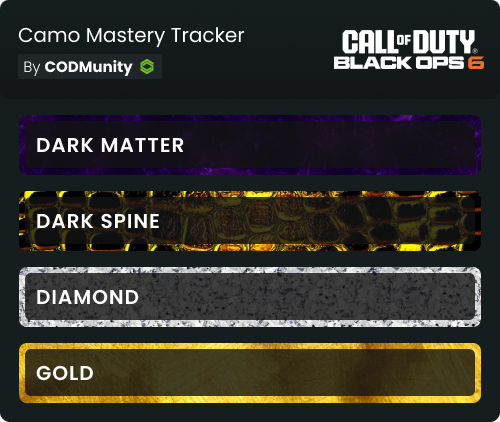 Camo Mastery Tracker
By CODMunity
CALL OF DUTY®
BLACK OPS 6
DARK MATTER
DARK SPINE
DIAMOND
GOLD